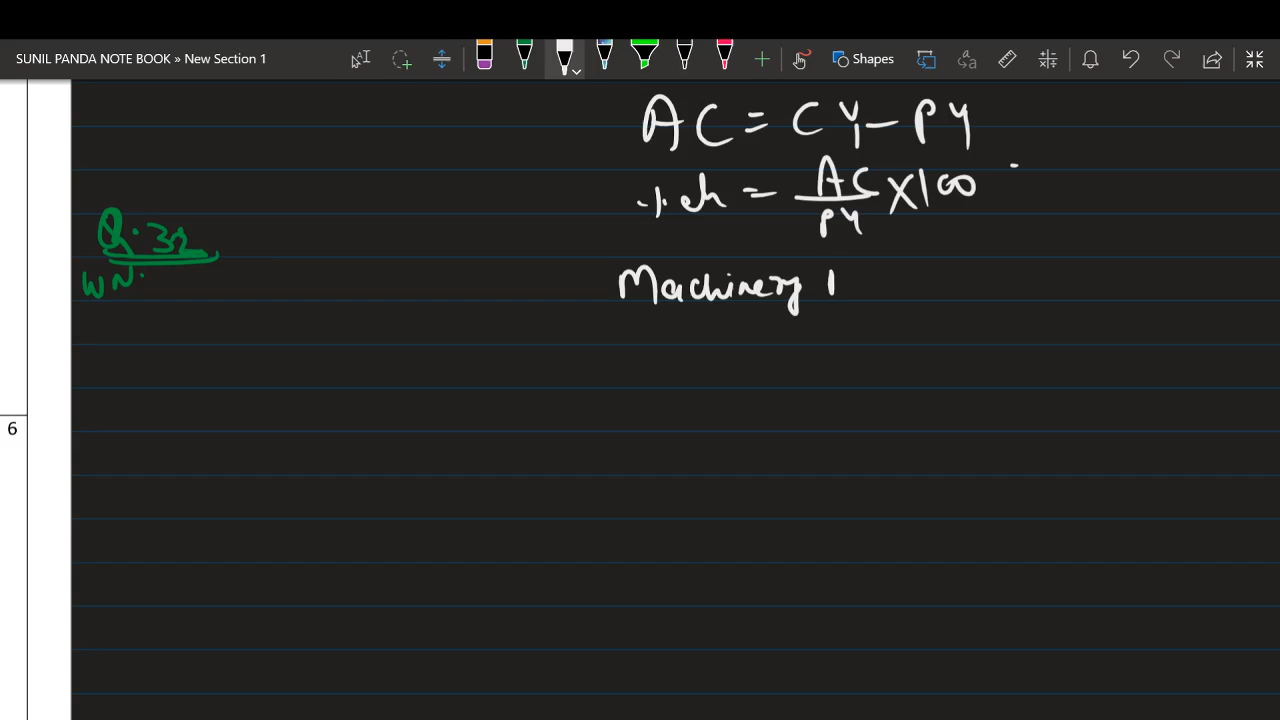 SUNIL PANDA NOTE BOOK » New Section 1
Shapes
AC = CY - PY
% ch = AC/PY X 100
Q. 32
WN.
Machinery
6